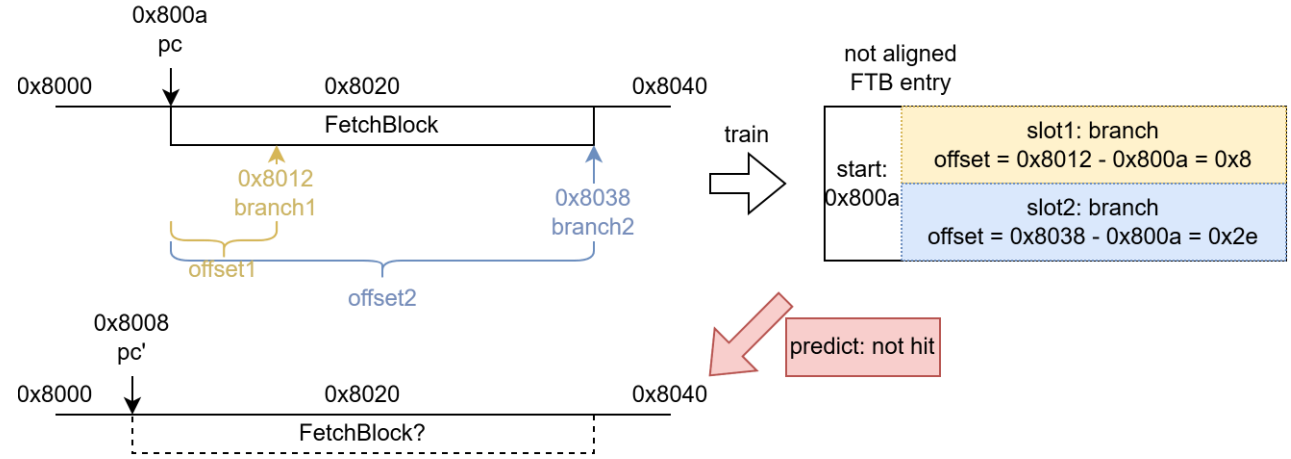 0x800a
pc
0x8000
0x8020
0x8040
FetchBlock
0x8012
branch1
0x8038
branch2
offset1
offset2
train
not aligned
FTB entry
start:
0x800a
slot1: branch
offset = 0x8012 - 0x800a = 0x8
slot2: branch
offset = 0x8038 - 0x800a = 0x2e
predict: not hit
0x8008
pc'
0x8000
0x8020
0x8040
FetchBlock?